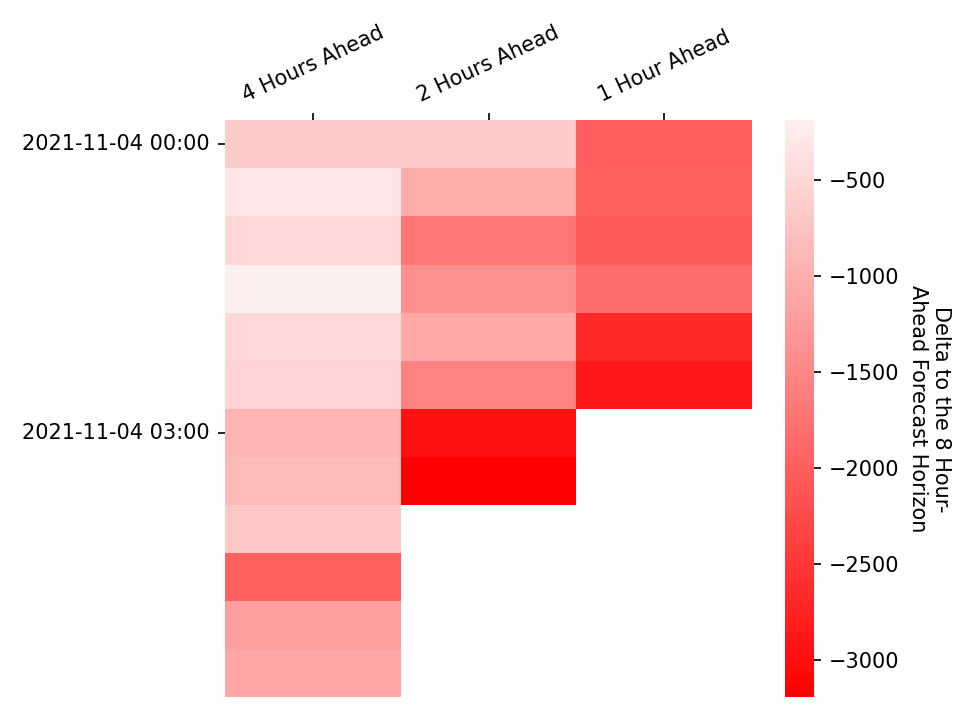 4 Hours Ahead
2 Hours Ahead
1 Hour Ahead
2021-11-04 00:00
2021-11-04 03:00
−500
−1000
−1500
−2000
−2500
−3000
Delta to the 8 Hour-
Ahead Forecast Horizon